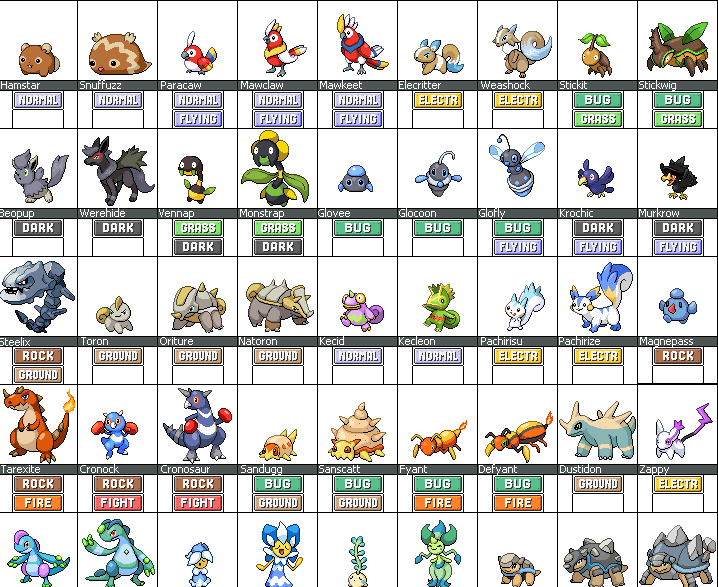 Hamstar Snuffuzz Paracaw Mawclaw Mawkeet Elecritter Weashock Stickit Stickwig
NORMAL NORMAL NORMAL NORMAL NORMAL ELECTR ELECTR BUG BUG
FLYING FLYING FLYING GRASS GRASS
Beopup Werehide Vennap Monstrap Glovee Glocoon Glofly Krochic Murkrow
DARK DARK GRASS GRASS BUG BUG BUG DARK DARK
DARK DARK FLYING FLYING FLYING
Steelix Toron Oriture Natoron Kecid Kecleon Pachirisu Pachirize Magnepass
ROCK GROUND GROUND GROUND NORMAL NORMAL ELECTR ELECTR ROCK
GROUND
Tarexite Cronock Cronosaur Sandugg Sanscatt Fyant Defyant Dustidon Zappy
ROCK ROCK ROCK BUG BUG BUG BUG GROUND ELECTR
FIRE FIGHT FIGHT GROUND GROUND FIRE FIRE